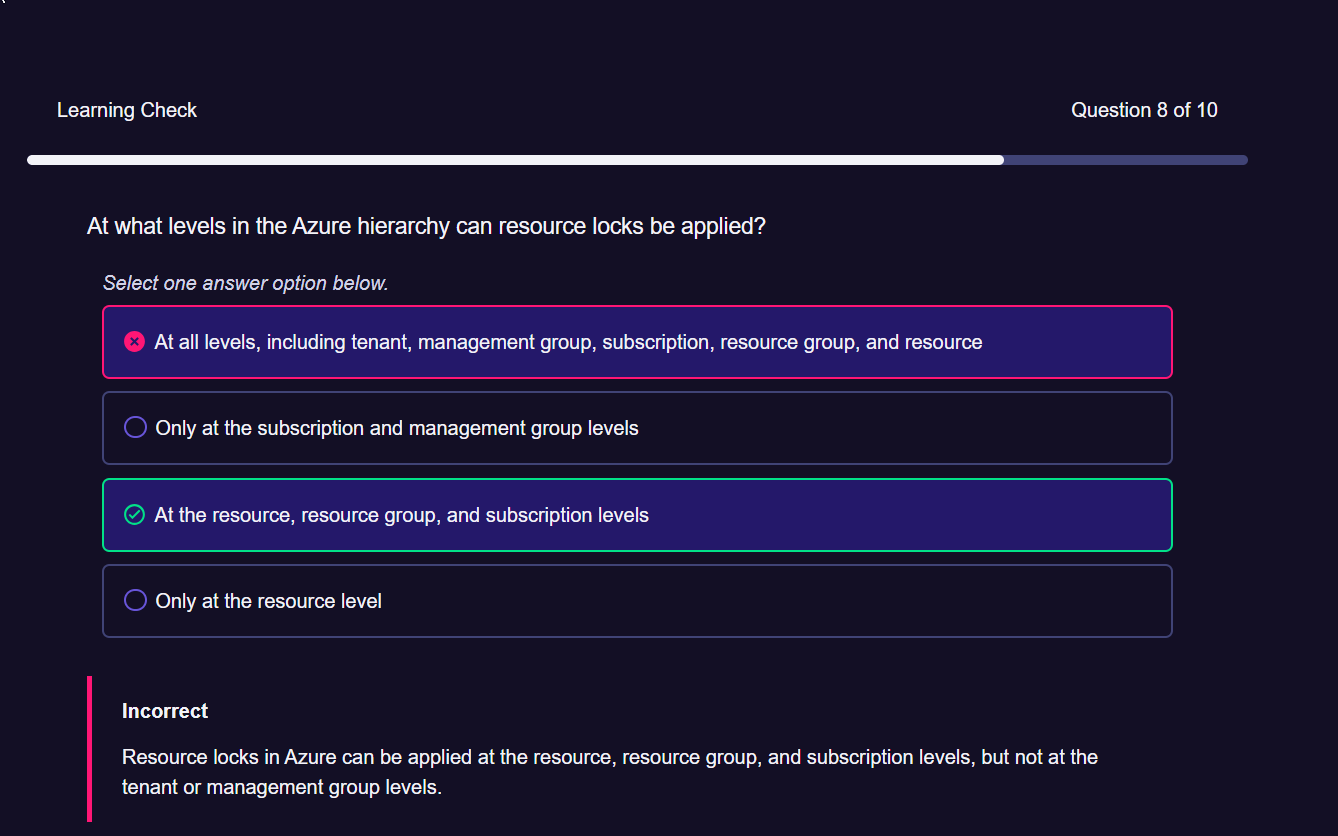 Learning Check
Question 8 of 10
At what levels in the Azure hierarchy can resource locks be applied?
Select one answer option below.
At all levels, including tenant, management group, subscription, resource group, and resource
Only at the subscription and management group levels
At the resource, resource group, and subscription levels
Only at the resource level
Incorrect
Resource locks in Azure can be applied at the resource, resource group, and subscription levels, but not at the
tenant or management group levels.